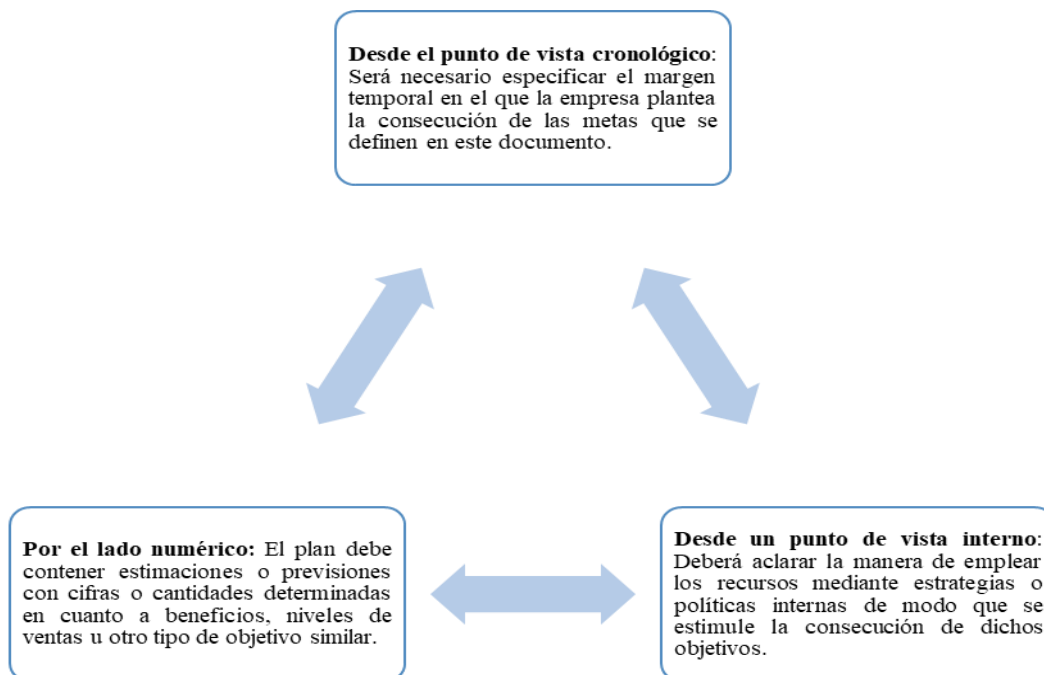 Desde el punto de vista cronológico:
Será necesario especificar el margen
temporal en el que la empresa plantea
la consecución de las metas que se
definen en este documento.
Por el lado numérico: El plan debe
contener estimaciones o previsiones
con cifras o cantidades determinadas
en cuanto a beneficios, niveles de
ventas u otro tipo de objetivo similar.
Desde un punto de vista interno:
Deberá aclarar la manera de emplear
los recursos mediante estrategias o
políticas internas de modo que se
estimule la consecución de dichos
objetivos.